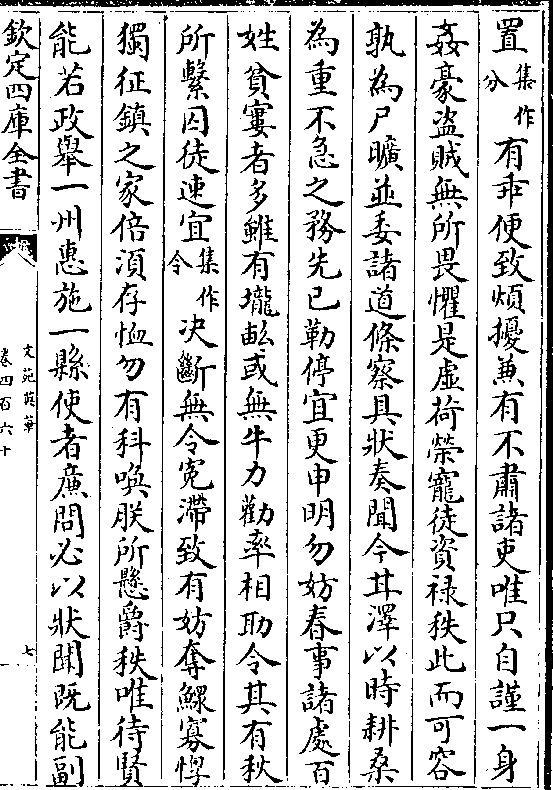 置集作分有乖便致煩擾兼有不肅諸吏唯只自謹一身
姦豪盗賊無所畏懼是虚荷榮寵徒資禄秩此而可容
孰為尸曠並委諸道條察具狀奏聞今甘澤以時耕桑
為重不急之務先已勒停宜更申明勿妨春事諸處百
姓貧窶者多雖有壠畝或無牛力勸率相助令其有秋
所繫囚徒速宜集作令决斷無令寃滯致有妨奪鰥寡惸
獨征鎮之家倍湏存恤勿有科喚朕所懸爵秩唯待賢
能若政舉一州惠施一縣使者廉問必以狀聞既能副
欽定四庫全書
文苑英華
卷四百六十
七